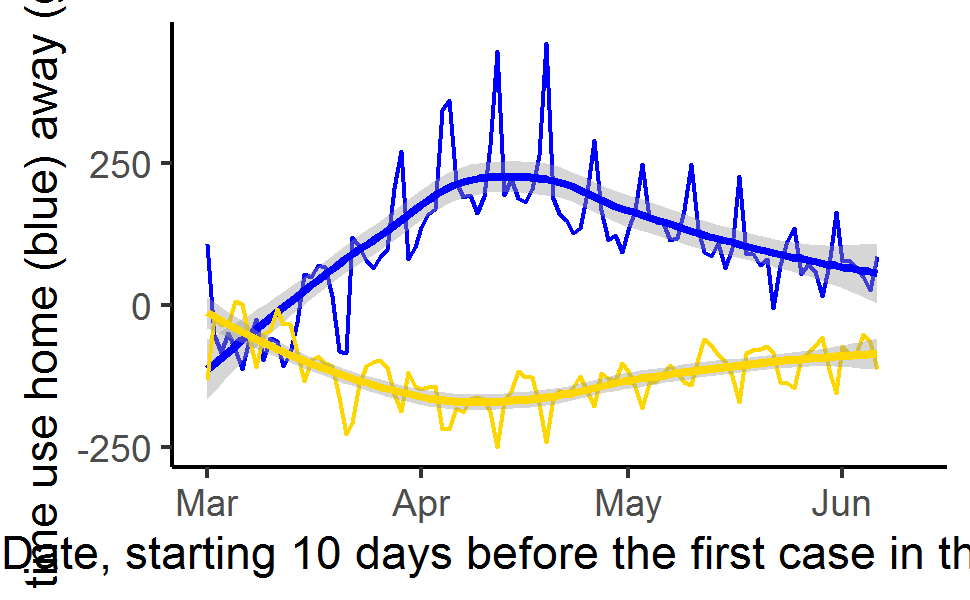 time use home (blue) away (
250
0
-250
Mar Apr May Jun
Date, starting 10 days before the first case in th